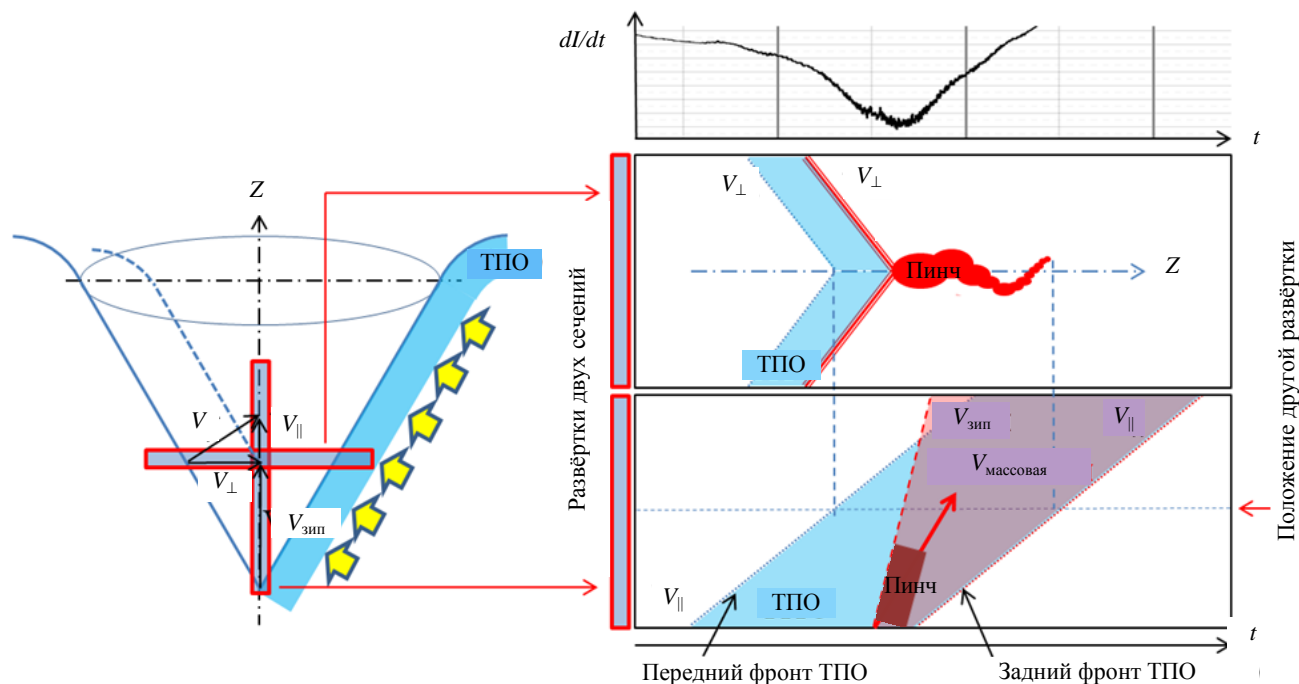 dI/dt
t
Z
V
V∥
V⊥
Vзип
ТПО
Развёртки двух сечений
V⊥
V⊥
Пинч
Z
ТПО
Vзип
V∥
Vмассовая
Пинч
V∥
ТПО
Положение другой развёртки
t
Передний фронт ТПО
Задний фронт ТПО